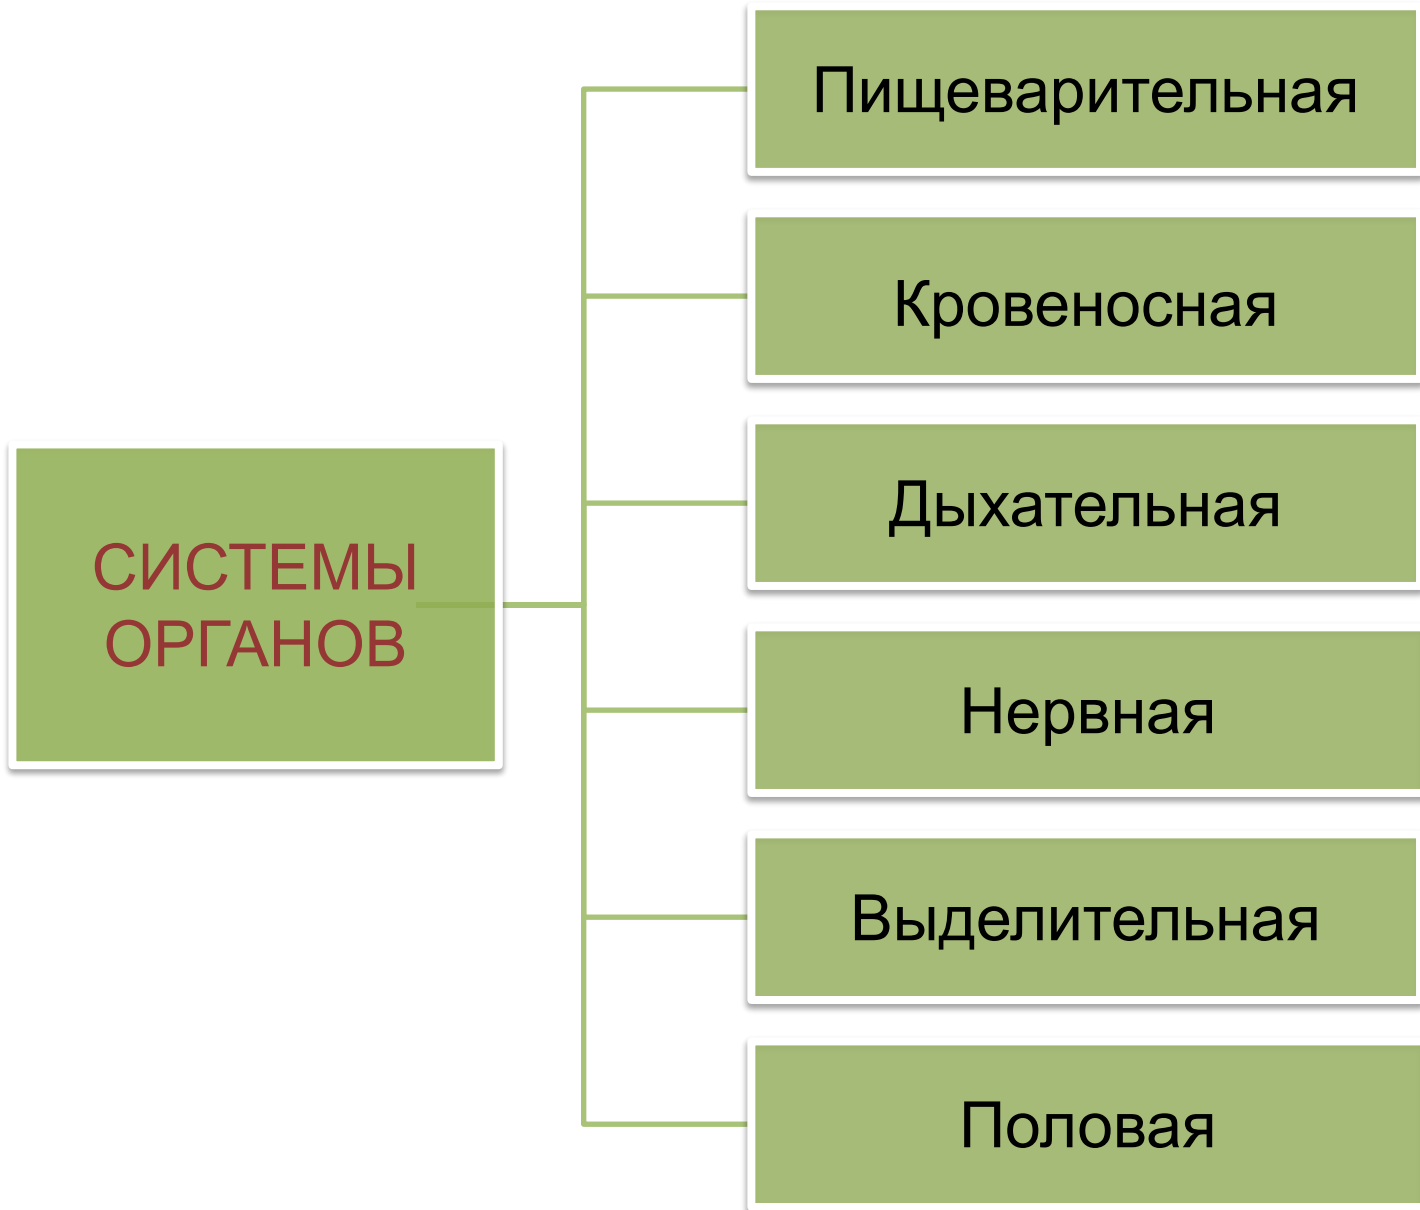 СИСТЕМЫ
ОРГАНОВ
Пищеварительная
Кровеносная
Дыхательная
Нервная
Выделительная
Половая